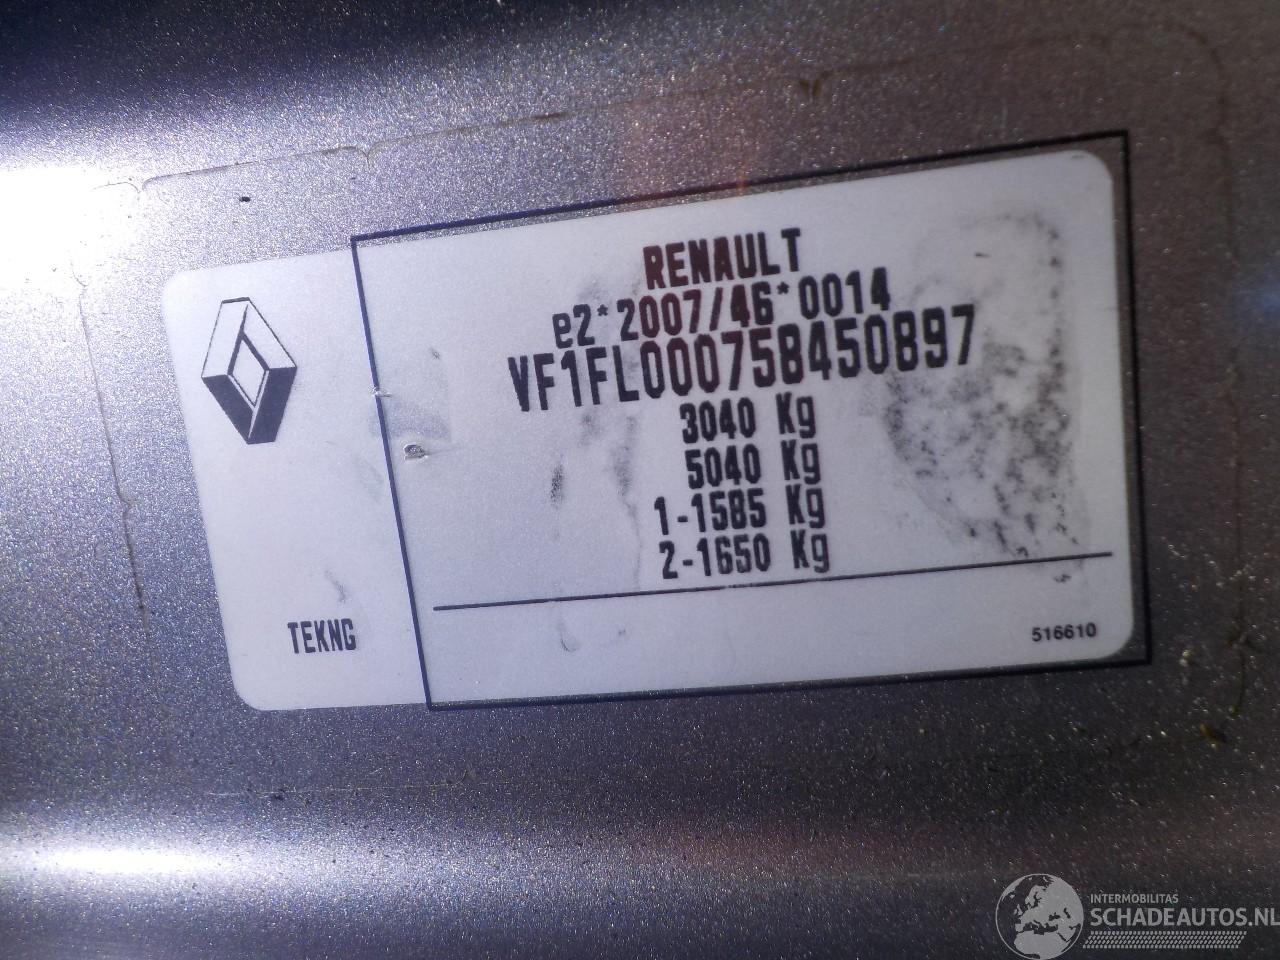 RENAULT
e2*2007/46*0014
VF1FL000758450897
3040 Kg
5040 Kg
1-1585 Kg
2-1650 Kg
TEKNG
516610
INTERMOBILITAS
SCHADEAUTOS.NL